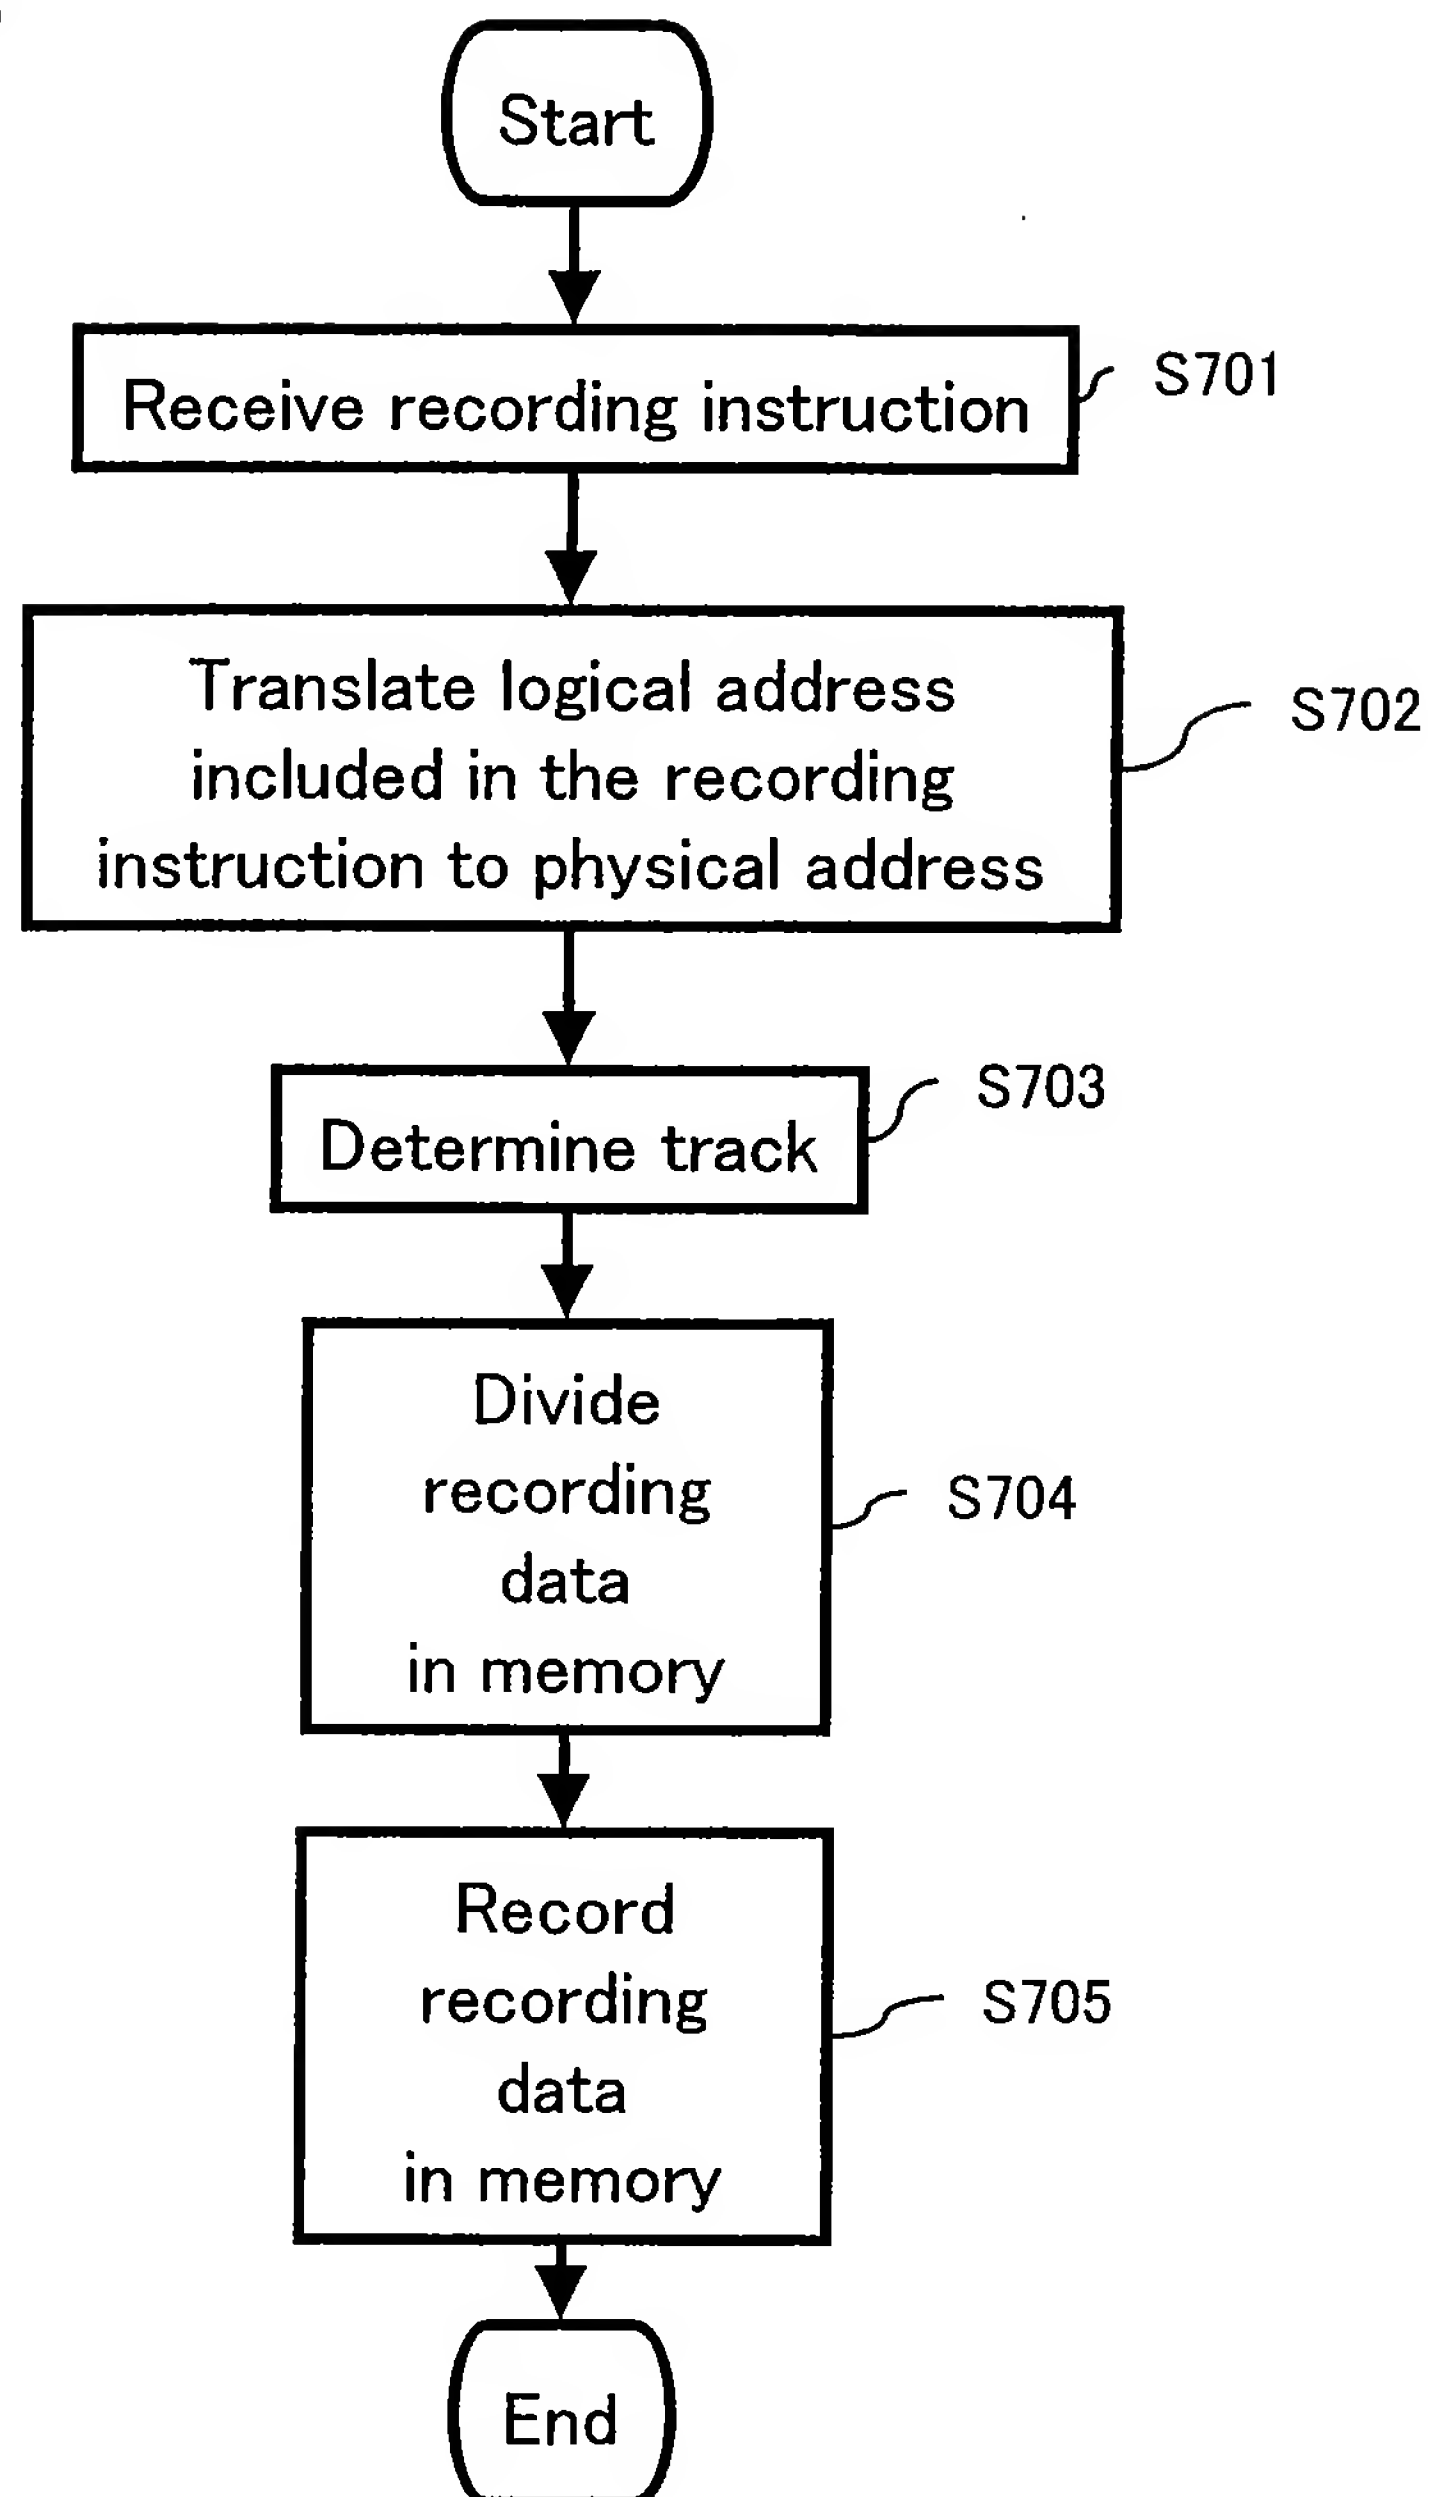 Start
Receive recording instruction
S701
Translate logical address
included in the recording
instruction to physical address
S702
Determine track
S703
Divide
recording
data
in memory
S704
Record
recording
data
in memory
S705
End